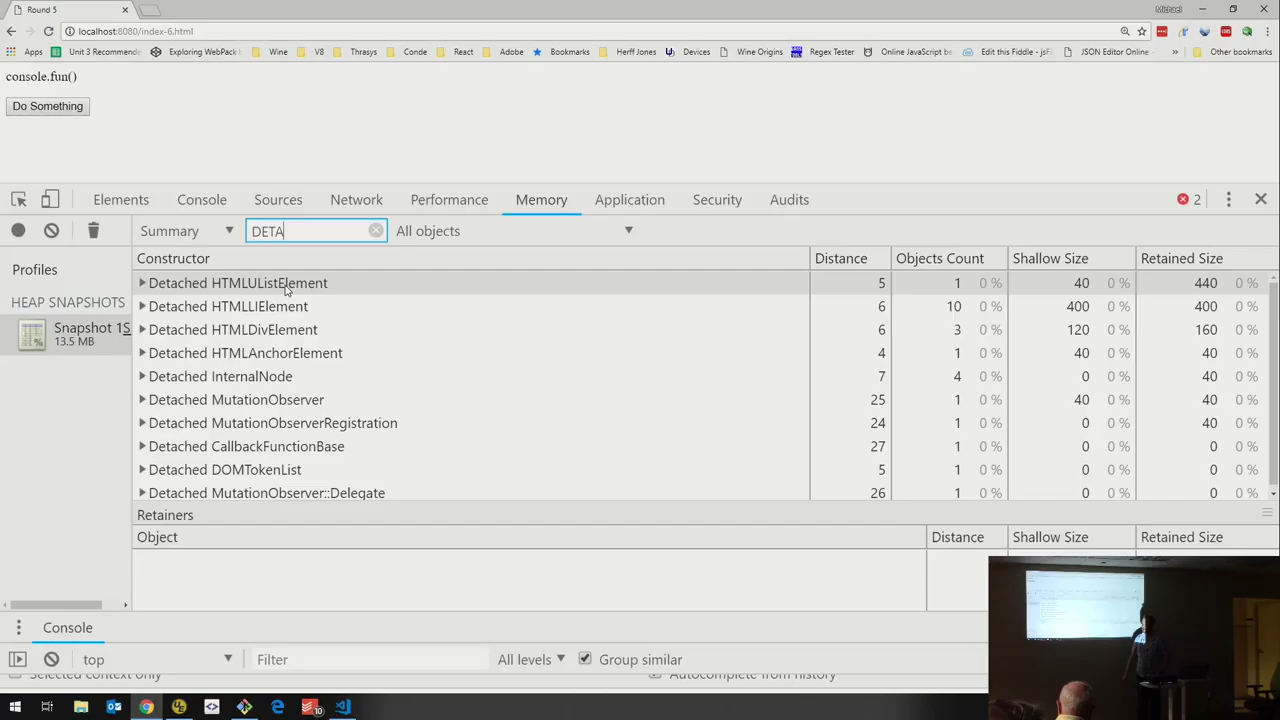 Round 5
Michael
localhost:8080/index-6.html
Apps Unit 3 Recommende Exploring WebPack Wine V8 Thrasys Conde React Adobe Bookmarks Herff Jones Devices Wine Origins Regex Tester Online JavaScript be Edit this Fiddle - jsFi JSON Editor Online - » Other bookmarks
console.fun()
Do Something
Elements Console Sources Network Performance Memory Application Security Audits 2
Summary DETA All objects
Profiles
HEAP SNAPSHOTS
Snapshot 1S
13.5 MB
Constructor Distance Objects Count Shallow Size Retained Size
Detached HTMLUListElement 5 1 0 % 40 0 % 440 0 %
Detached HTMLLIElement 6 10 0 % 400 0 % 400 0 %
Detached HTMLDivElement 6 3 0 % 120 0 % 160 0 %
Detached HTMLAnchorElement 4 1 0 % 40 0 % 40 0 %
Detached InternalNode 7 4 0 % 0 0 % 40 0 %
Detached MutationObserver 25 1 0 % 40 0 % 40 0 %
Detached MutationObserverRegistration 24 1 0 % 0 0 % 40 0 %
Detached CallbackFunctionBase 27 1 0 % 0 0 % 0 0 %
Detached DOMTokenList 5 1 0 % 0 0 % 0 0 %
Detached MutationObserver::Delegate 26 1 0 % 0 0 % 0 0 %
Retainers
Object Distance Shallow Size Retained Size
Console
top Filter All levels Group similar
Selected context only Autocomplete from history
10